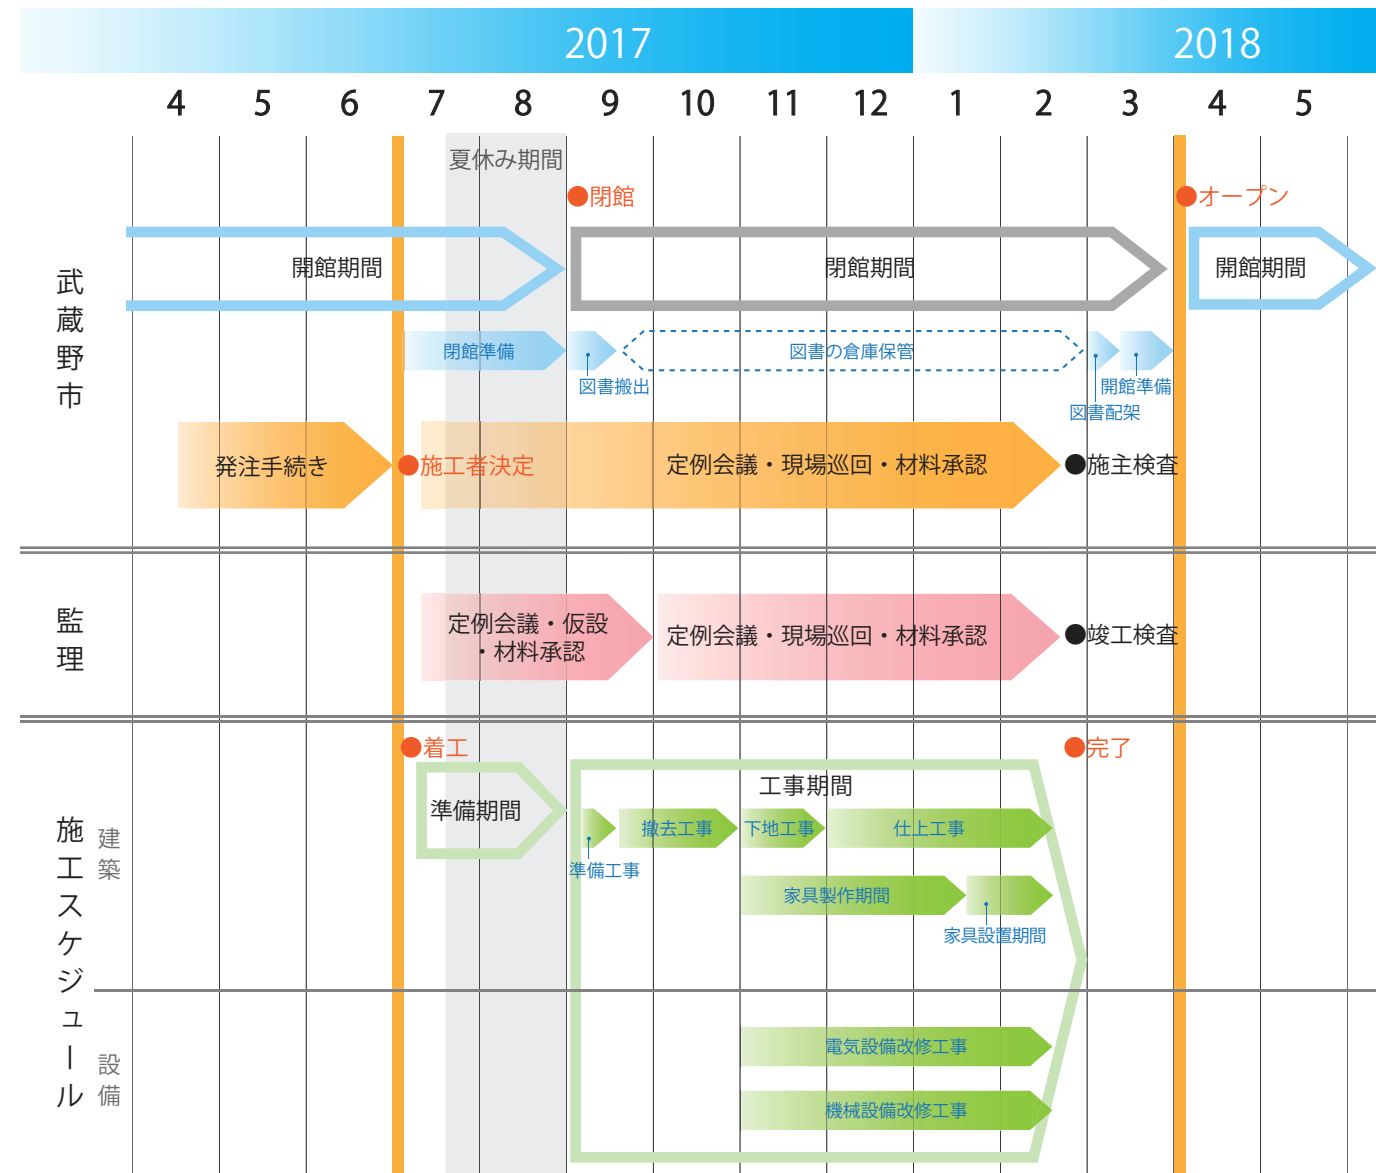 2017
2018
4 5 6 7 8 9 10 11 12 1 2 3 4 5
夏休み期間
閉館
オープン
武蔵野市
開館期間
閉館期間
開館期間
閉館準備
図書の倉庫保管
図書搬出
開館準備
図書配架
発注手続き
施工者決定
定例会議・現場巡回・材料承認
施主検査
監理
定例会議・仮設
・材料承認
定例会議・現場巡回・材料承認
竣工検査
着工
完了
施工スケジュール
建築
準備期間
工事期間
撤去工事
下地工事
仕上工事
準備工事
家具製作期間
家具設置期間
設備
電気設備改修工事
機械設備改修工事